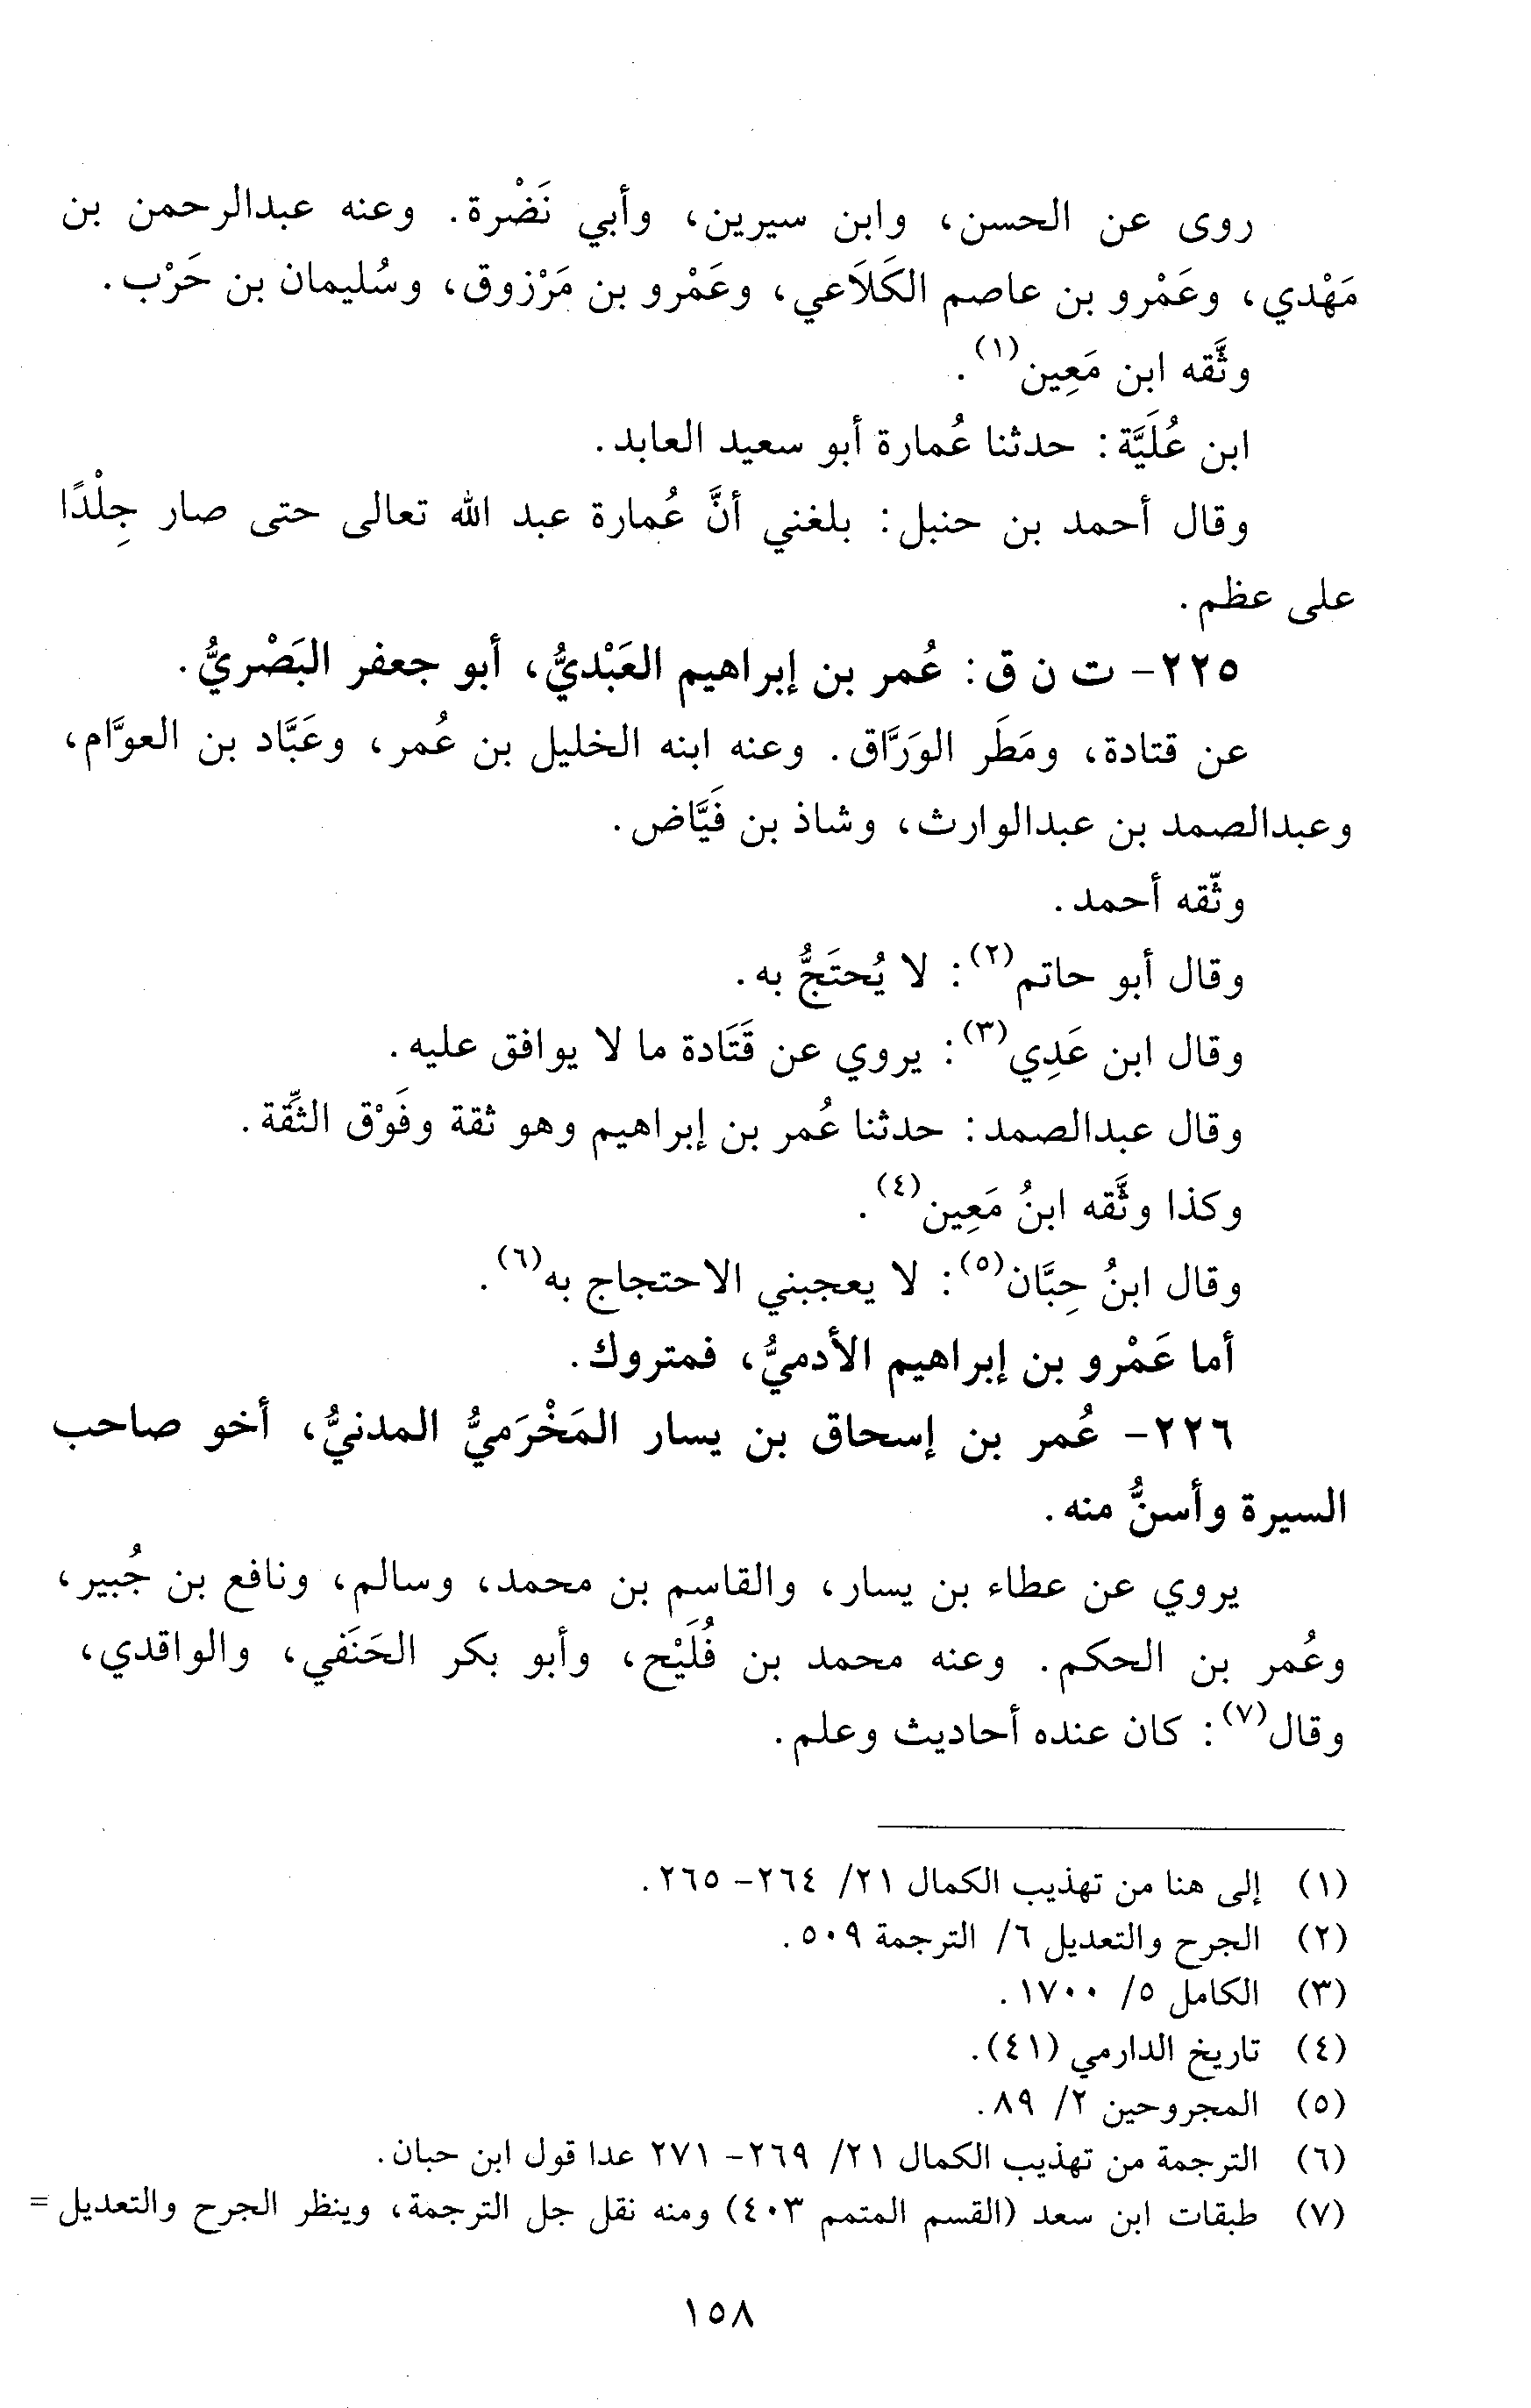 روى عن الحسن، وابن سيرين، وأبي نَضْرة. وعنه عبدالرحمن بن
مَهْدي، وعَمْرو بن عاصم الكَلَاعي، وعَمْرو بن مَرْزوق، وسُليمان بن حَرْب.
وثَّقه ابن مَعِين(١).
ابن عُلَيَّة: حدثنا عُمارة أبو سعيد العابد.
وقال أحمد بن حنبل: بلغني أنَّ عُمارة عبد الله تعالى حتى صار جِلْدًا
على عظم.
٢٢٥- ت ن ق: عُمر بن إبراهيم العَبْديُّ، أبو جعفر البَصْريُّ.
عن قتادة، ومَطَر الوَرَّاق. وعنه ابنه الخليل بن عُمر، وعَبَّاد بن العوَّام،
وعبدالصمد بن عبدالوارث، وشاذ بن فَيَّاض.
وثّقه أحمد.
وقال أبو حاتم(٢): لا يُحتَجُّ به.
وقال ابن عَدِي(٣): يروي عن قَتَادة ما لا يوافق عليه.
وقال عبدالصمد: حدثنا عُمر بن إبراهيم وهو ثقة وفَوْق الثِّقة.
وكذا وثَّقه ابنُ مَعِين(٤).
وقال ابنُ حِبَّان(٥): لا يعجبني الاحتجاج به(٦).
أما عَمْرو بن إبراهيم الأدميُّ، فمتروك.
٢٢٦- عُمر بن إسحاق بن يسار المَخْرَميُّ المدنيُّ، أخو صاحب
السيرة وأسنُّ منه.
يروي عن عطاء بن يسار، والقاسم بن محمد، وسالم، ونافع بن جُبير،
وعُمر بن الحكم. وعنه محمد بن فُلَيْح، وأبو بكر الحَنَفي، والواقدي،
وقال(٧): كان عنده أحاديث وعلم.
(١) إلى هنا من تهذيب الكمال ٢١/ ٢٦٤- ٢٦٥.
(٢) الجرح والتعديل ٦/ الترجمة ٥٠٩.
(٣) الكامل ٥/ ١٧٠٠.
(٤) تاريخ الدارمي (٤١).
(٥) المجروحين ٢/ ٨٩.
(٦) الترجمة من تهذيب الكمال ٢١/ ٢٦٩- ٢٧١ عدا قول ابن حبان.
(٧) طبقات ابن سعد (القسم المتمم ٤٠٣) ومنه نقل جل الترجمة، وينظر الجرح والتعديل =
١٥٨